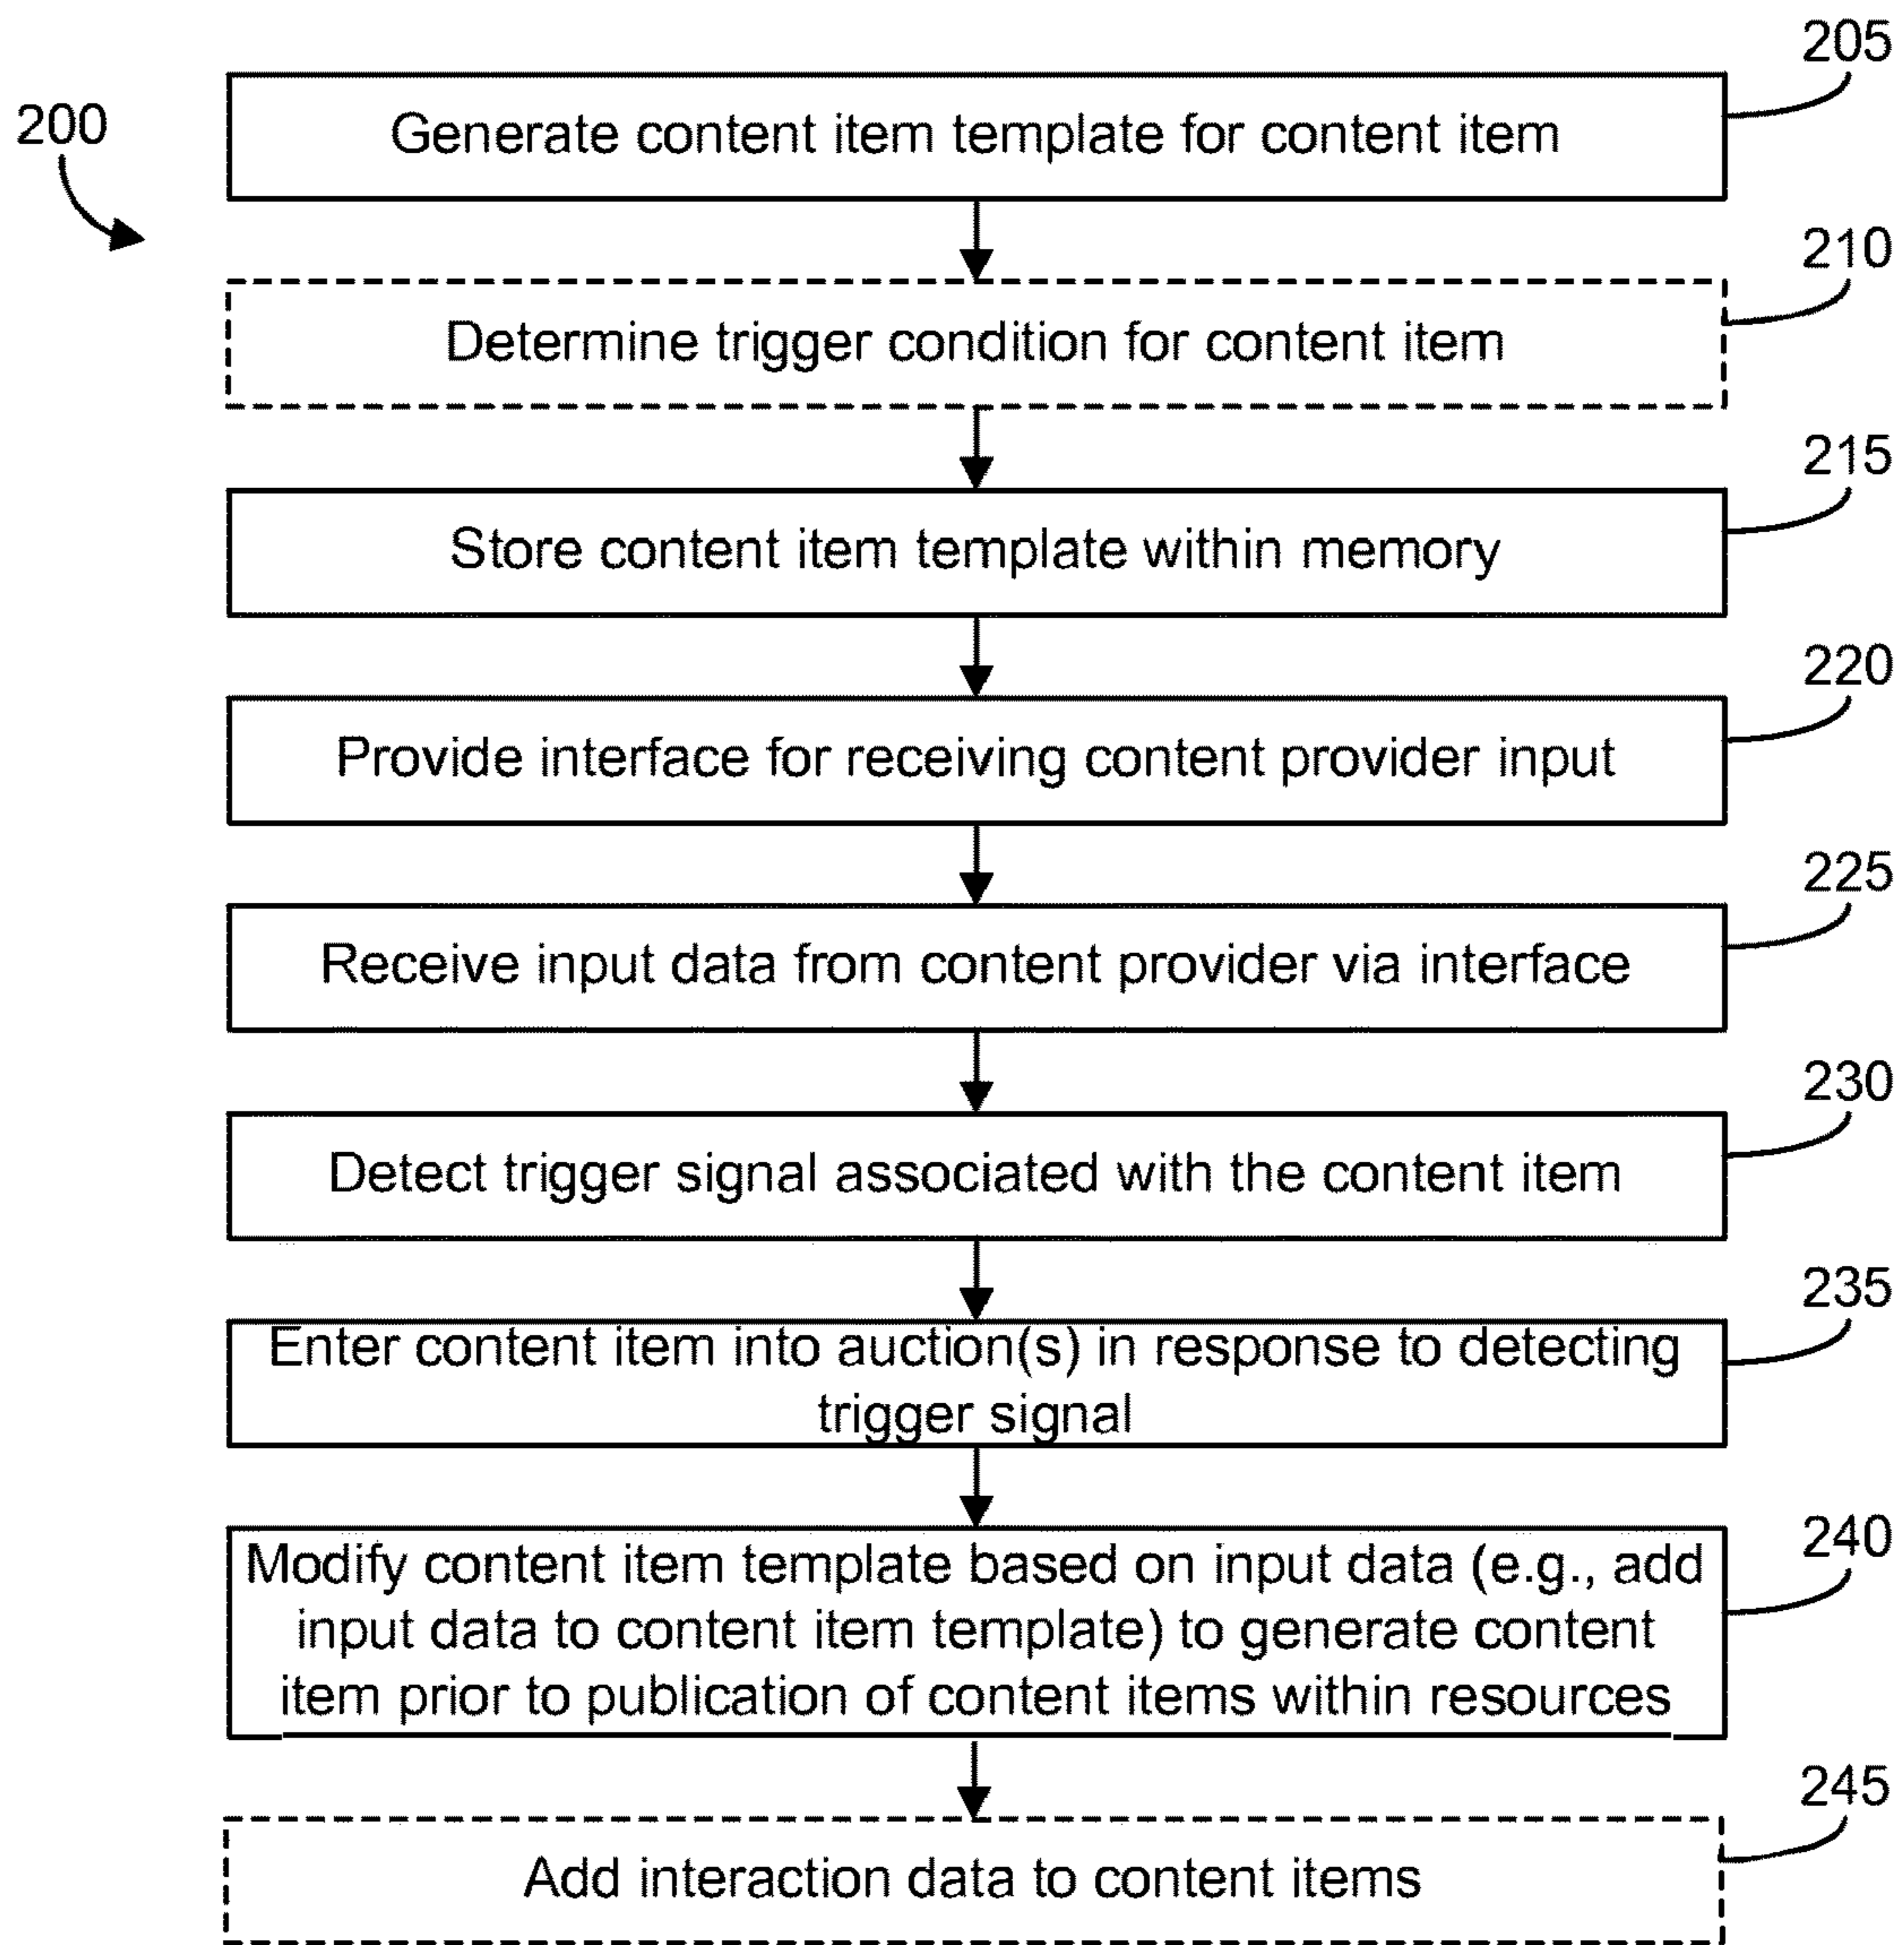 205
200
Generate content item template for content item
210
Determine trigger condition for content item
215
Store content item template within memory
220
Provide interface for receiving content provider input
225
Receive input data from content provider via interface
230
Detect trigger signal associated with the content item
235
Enter content item into auction(s) in response to detecting
trigger signal
240
Modify content item template based on input data (e.g., add
input data to content item template) to generate content
item prior to publication of content items within resources
245
Add interaction data to content items